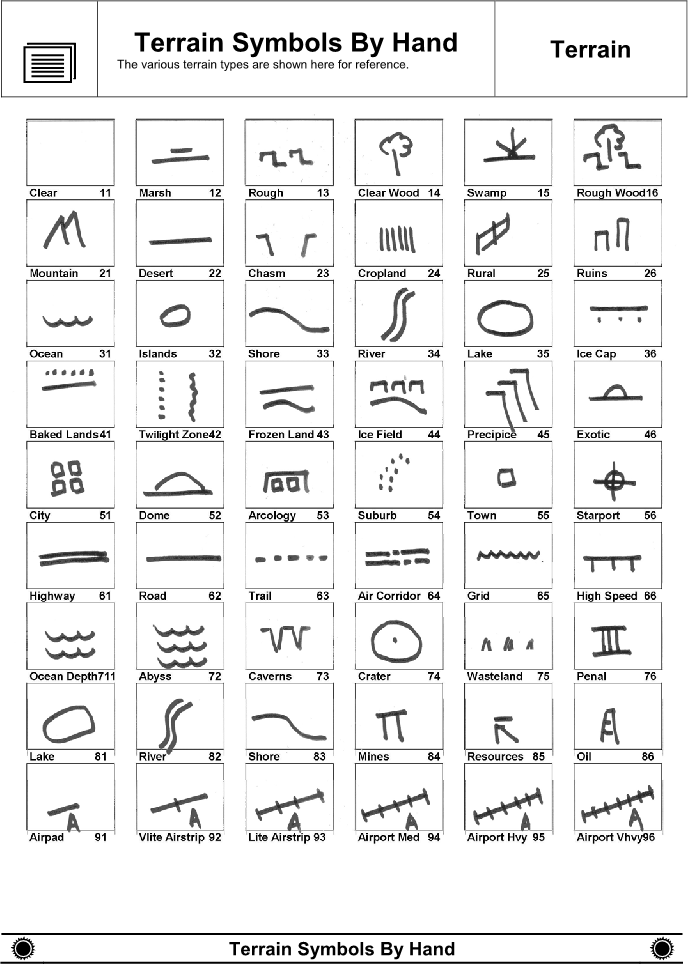 Terrain Symbols By Hand
The various terrain types are shown here for reference.
Terrain
Clear 11 Marsh 12 Rough 13 Clear Wood 14 Swamp 15 Rough Wood16
Mountain 21 Desert 22 Chasm 23 Cropland 24 Rural 25 Ruins 26
Ocean 31 Islands 32 Shore 33 River 34 Lake 35 Ice Cap 36
Baked Lands41 Twilight Zone42 Frozen Land 43 Ice Field 44 Precipice 45 Exotic 46
City 51 Dome 52 Arcology 53 Suburb 54 Town 55 Starport 56
Highway 61 Road 62 Trail 63 Air Corridor 64 Grid 65 High Speed 66
Ocean Depth711 Abyss 72 Caverns 73 Crater 74 Wasteland 75 Penal 76
Lake 81 River 82 Shore 83 Mines 84 Resources 85 Oil 86
A A A A A A
Airpad 91 Vlite Airstrip 92 Lite Airstrip 93 Airport Med 94 Airport Hvy 95 Airport Vhvy96
Terrain Symbols By Hand